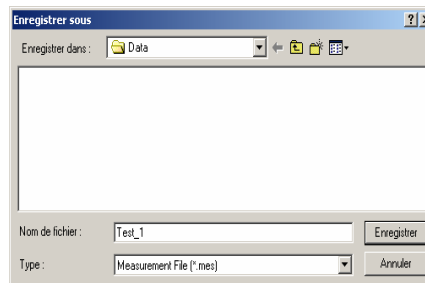 Enregistrer sous
Enregistrer dans :
Data
Nom de fichier :
Test_1
Enregistrer
Type :
Measurement File (*.mes)
Annuler